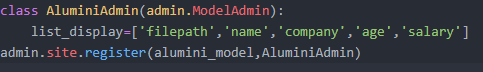 class AluminiAdmin(admin.ModelAdmin):
    list_display=['filepath','name','company','age','salary']
admin.site.register(alumini_model,AluminiAdmin)